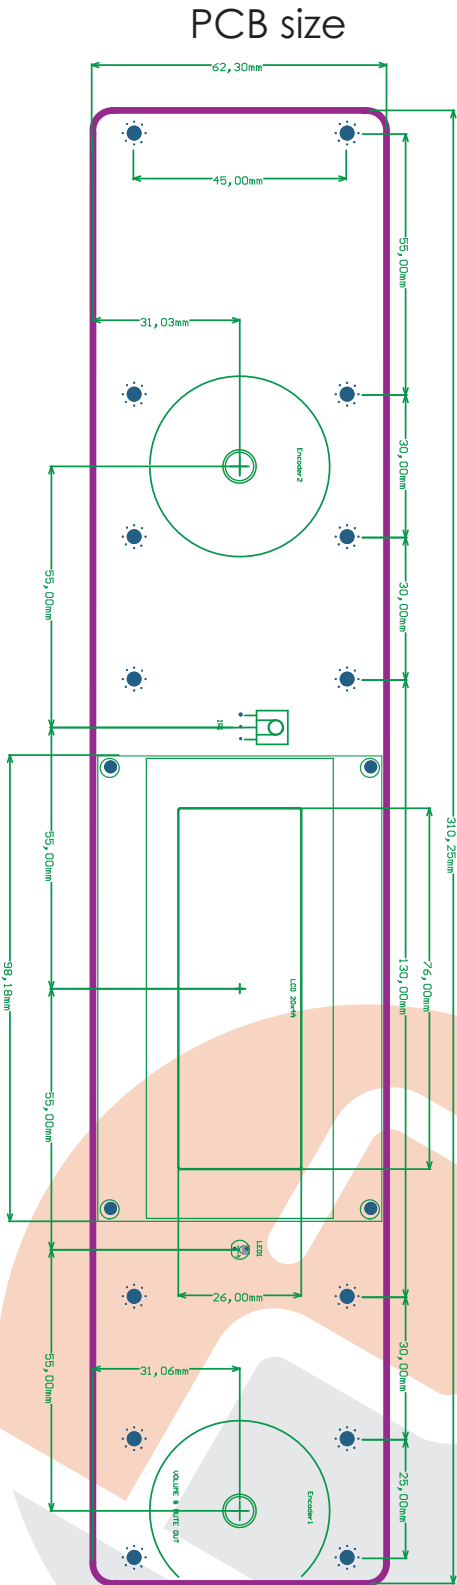 PCB size
62,30mm
45,00mm
55,00mm
31,03mm
Encoder2
30,00mm
55,00mm
30,00mm
IR1
310,25mm
55,00mm
76,00mm
130,00mm
98,18mm
LCD 20x4A
55,00mm
LED1
26,00mm
30,00mm
31,06mm
55,00mm
VOLUME & MUTE OUT
Encoder1
25,00mm